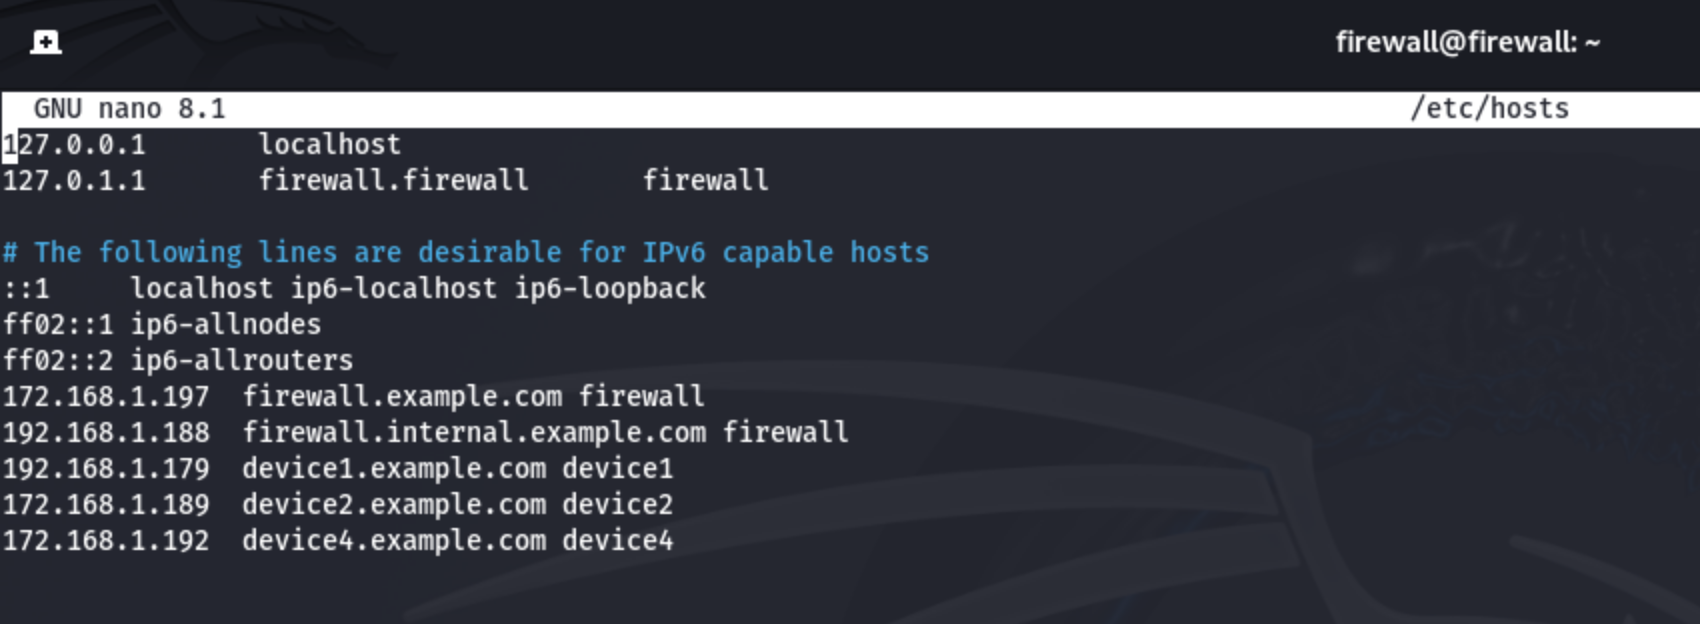 firewall@firewall: ~
GNU nano 8.1 /etc/hosts
127.0.0.1 localhost
127.0.1.1 firewall.firewall firewall
# The following lines are desirable for IPv6 capable hosts
::1 localhost ip6-localhost ip6-loopback
ff02::1 ip6-allnodes
ff02::2 ip6-allrouters
172.168.1.197 firewall.example.com firewall
192.168.1.188 firewall.internal.example.com firewall
192.168.1.179 device1.example.com device1
172.168.1.189 device2.example.com device2
172.168.1.192 device4.example.com device4